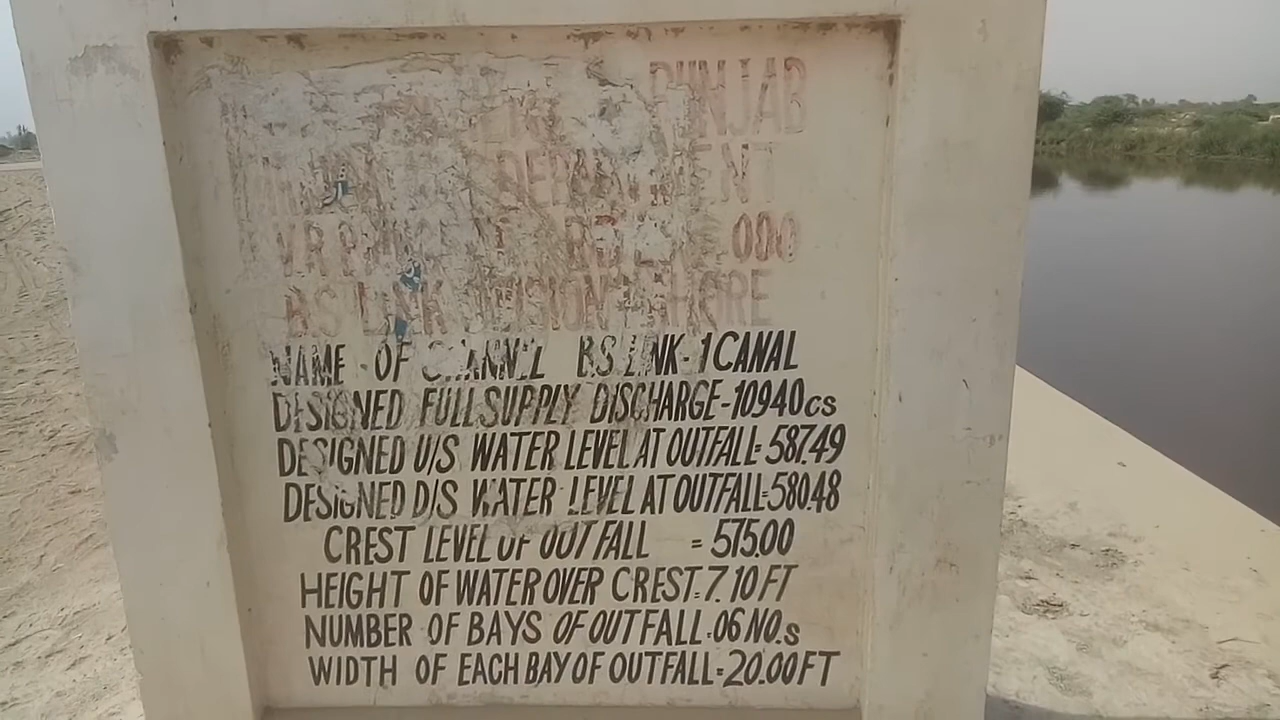 PUNJAB
DEPARTMENT
000
BS LINK DIVISION
NAME OF CHANNEL B.S LINK-1 CANAL
DESIGNED FULL SUPPLY DISCHARGE-10940cs
DESIGNED U/S WATER LEVEL AT OUTFALL=587.49
DESIGNED D/S WATER LEVEL AT OUTFALL=580.48
CREST LEVEL OF OUT FALL = 575.00
HEIGHT OF WATER OVER CREST=7.10 FT
NUMBER OF BAYS OF OUTFALL=06 NO.s
WIDTH OF EACH BAY OF OUTFALL=20.00 FT